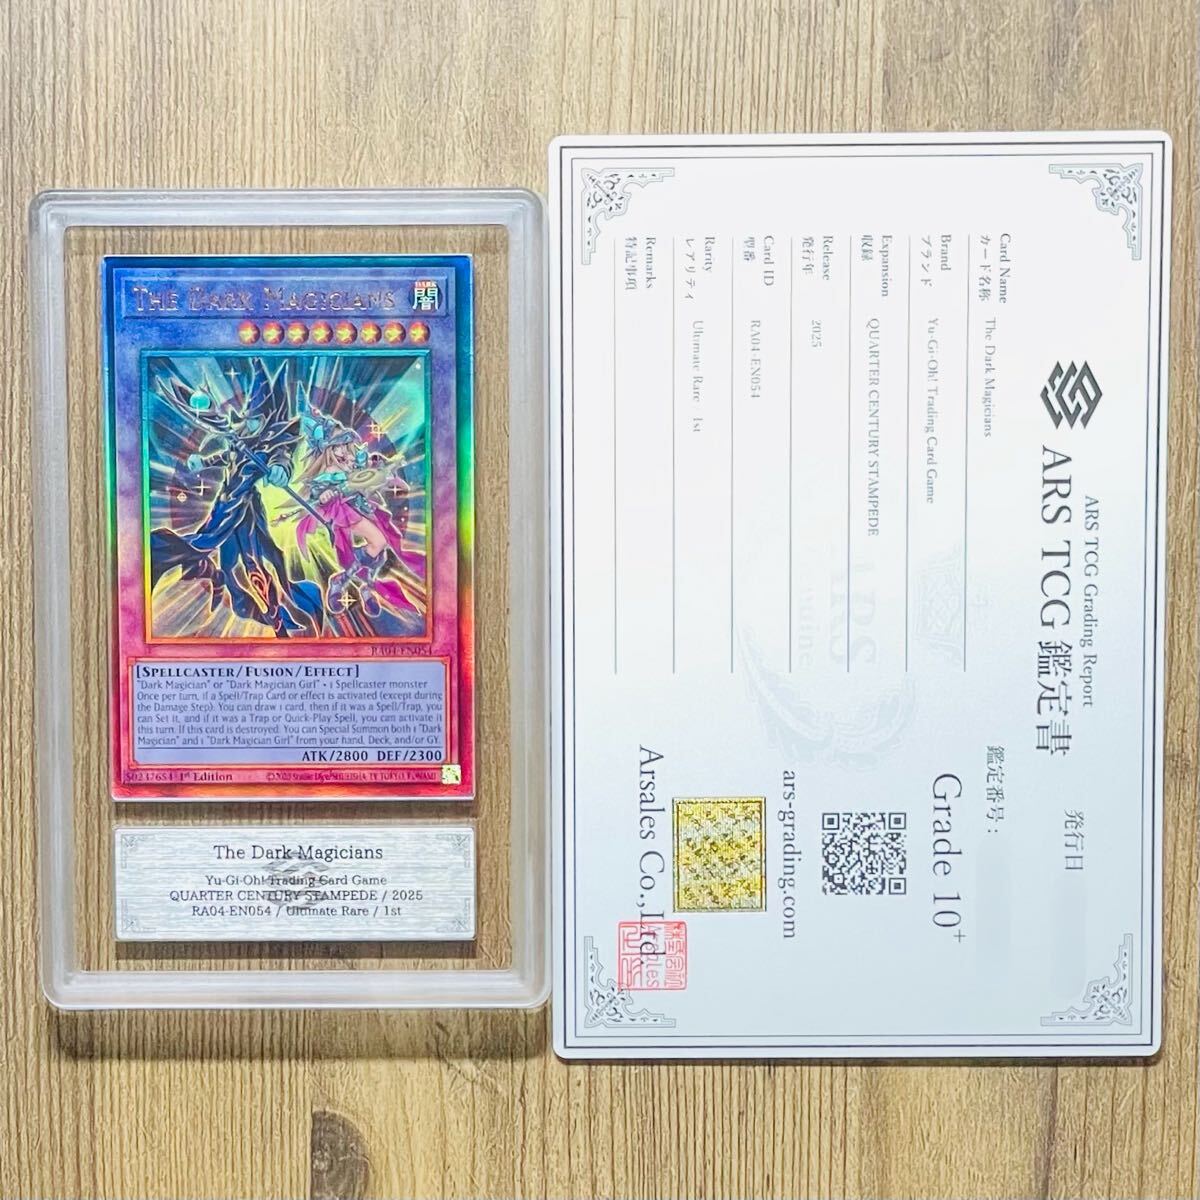 THE DARK MAGICIANS
DARK
闇
RA04-EN054
[SPELLCASTER/FUSION/EFFECT]
"Dark Magician" or "Dark Magician Girl" + 1 Spellcaster monster
Once per turn, if a Spell/Trap Card or effect is activated (except during
the Damage Step): You can draw 1 card, then if it was a Spell/Trap, you
can Set it, and if it was a Trap or Quick-Play Spell, you can activate it
this turn. If this card is destroyed: You can Special Summon both 1 "Dark
Magician" and 1 "Dark Magician Girl" from your hand, Deck, and/or GY.
ATK/2800 DEF/2300
50237654 1st Edition
©2020 Studio Dice/SHUEISHA, TV TOKYO, KONAMI
The Dark Magicians
Yu-Gi-Oh! Trading Card Game
QUARTER CENTURY STAMPEDE / 2025
RA04-EN054 / Ultimate Rare / 1st
ARS TCG Grading Report
ARS TCG 鑑定書
Card Name
カード名称 The Dark Magicians
Brand
ブランド Yu-Gi-Oh! Trading Card Game
Expansion
収録 QUARTER CENTURY STAMPEDE
Release
発行年 2025
Card ID
型番 RA04-EN054
Rarity
レアリティ Ultimate Rare 1st
Remarks
特記事項
発行日
鑑定番号:
Grade 10+
ars-grading.com
Arsales Co.,Ltd.